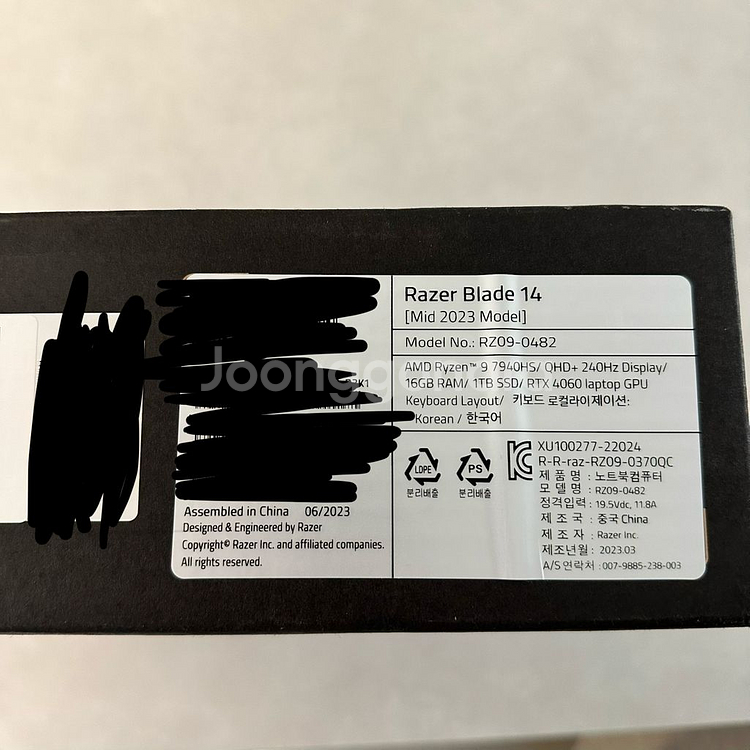 Razer Blade 14
[Mid 2023 Model]
Model No.: RZ09-0482
AMD Ryzen™ 9 7940HS/ QHD+ 240Hz Display/
16GB RAM/ 1TB SSD/ RTX 4060 laptop GPU
Keyboard Layout/ 키보드 로컬라이제이션:
Korean / 한국어
LDPE
분리배출
PS
분리배출
XU100277-22024
R-R-raz-RZ09-0370QC
제 품 명 : 노트북컴퓨터
모 델 명 : RZ09-0482
정격입력 : 19.5Vdc, 11.8A
제 조 국 : 중국 China
제 조 자 : Razer Inc.
제조년월 : 2023.03
A/S 연락처 : 007-9885-238-003
Assembled in China 06/2023
Designed & Engineered by Razer
Copyright© Razer Inc. and affiliated companies.
All rights reserved.